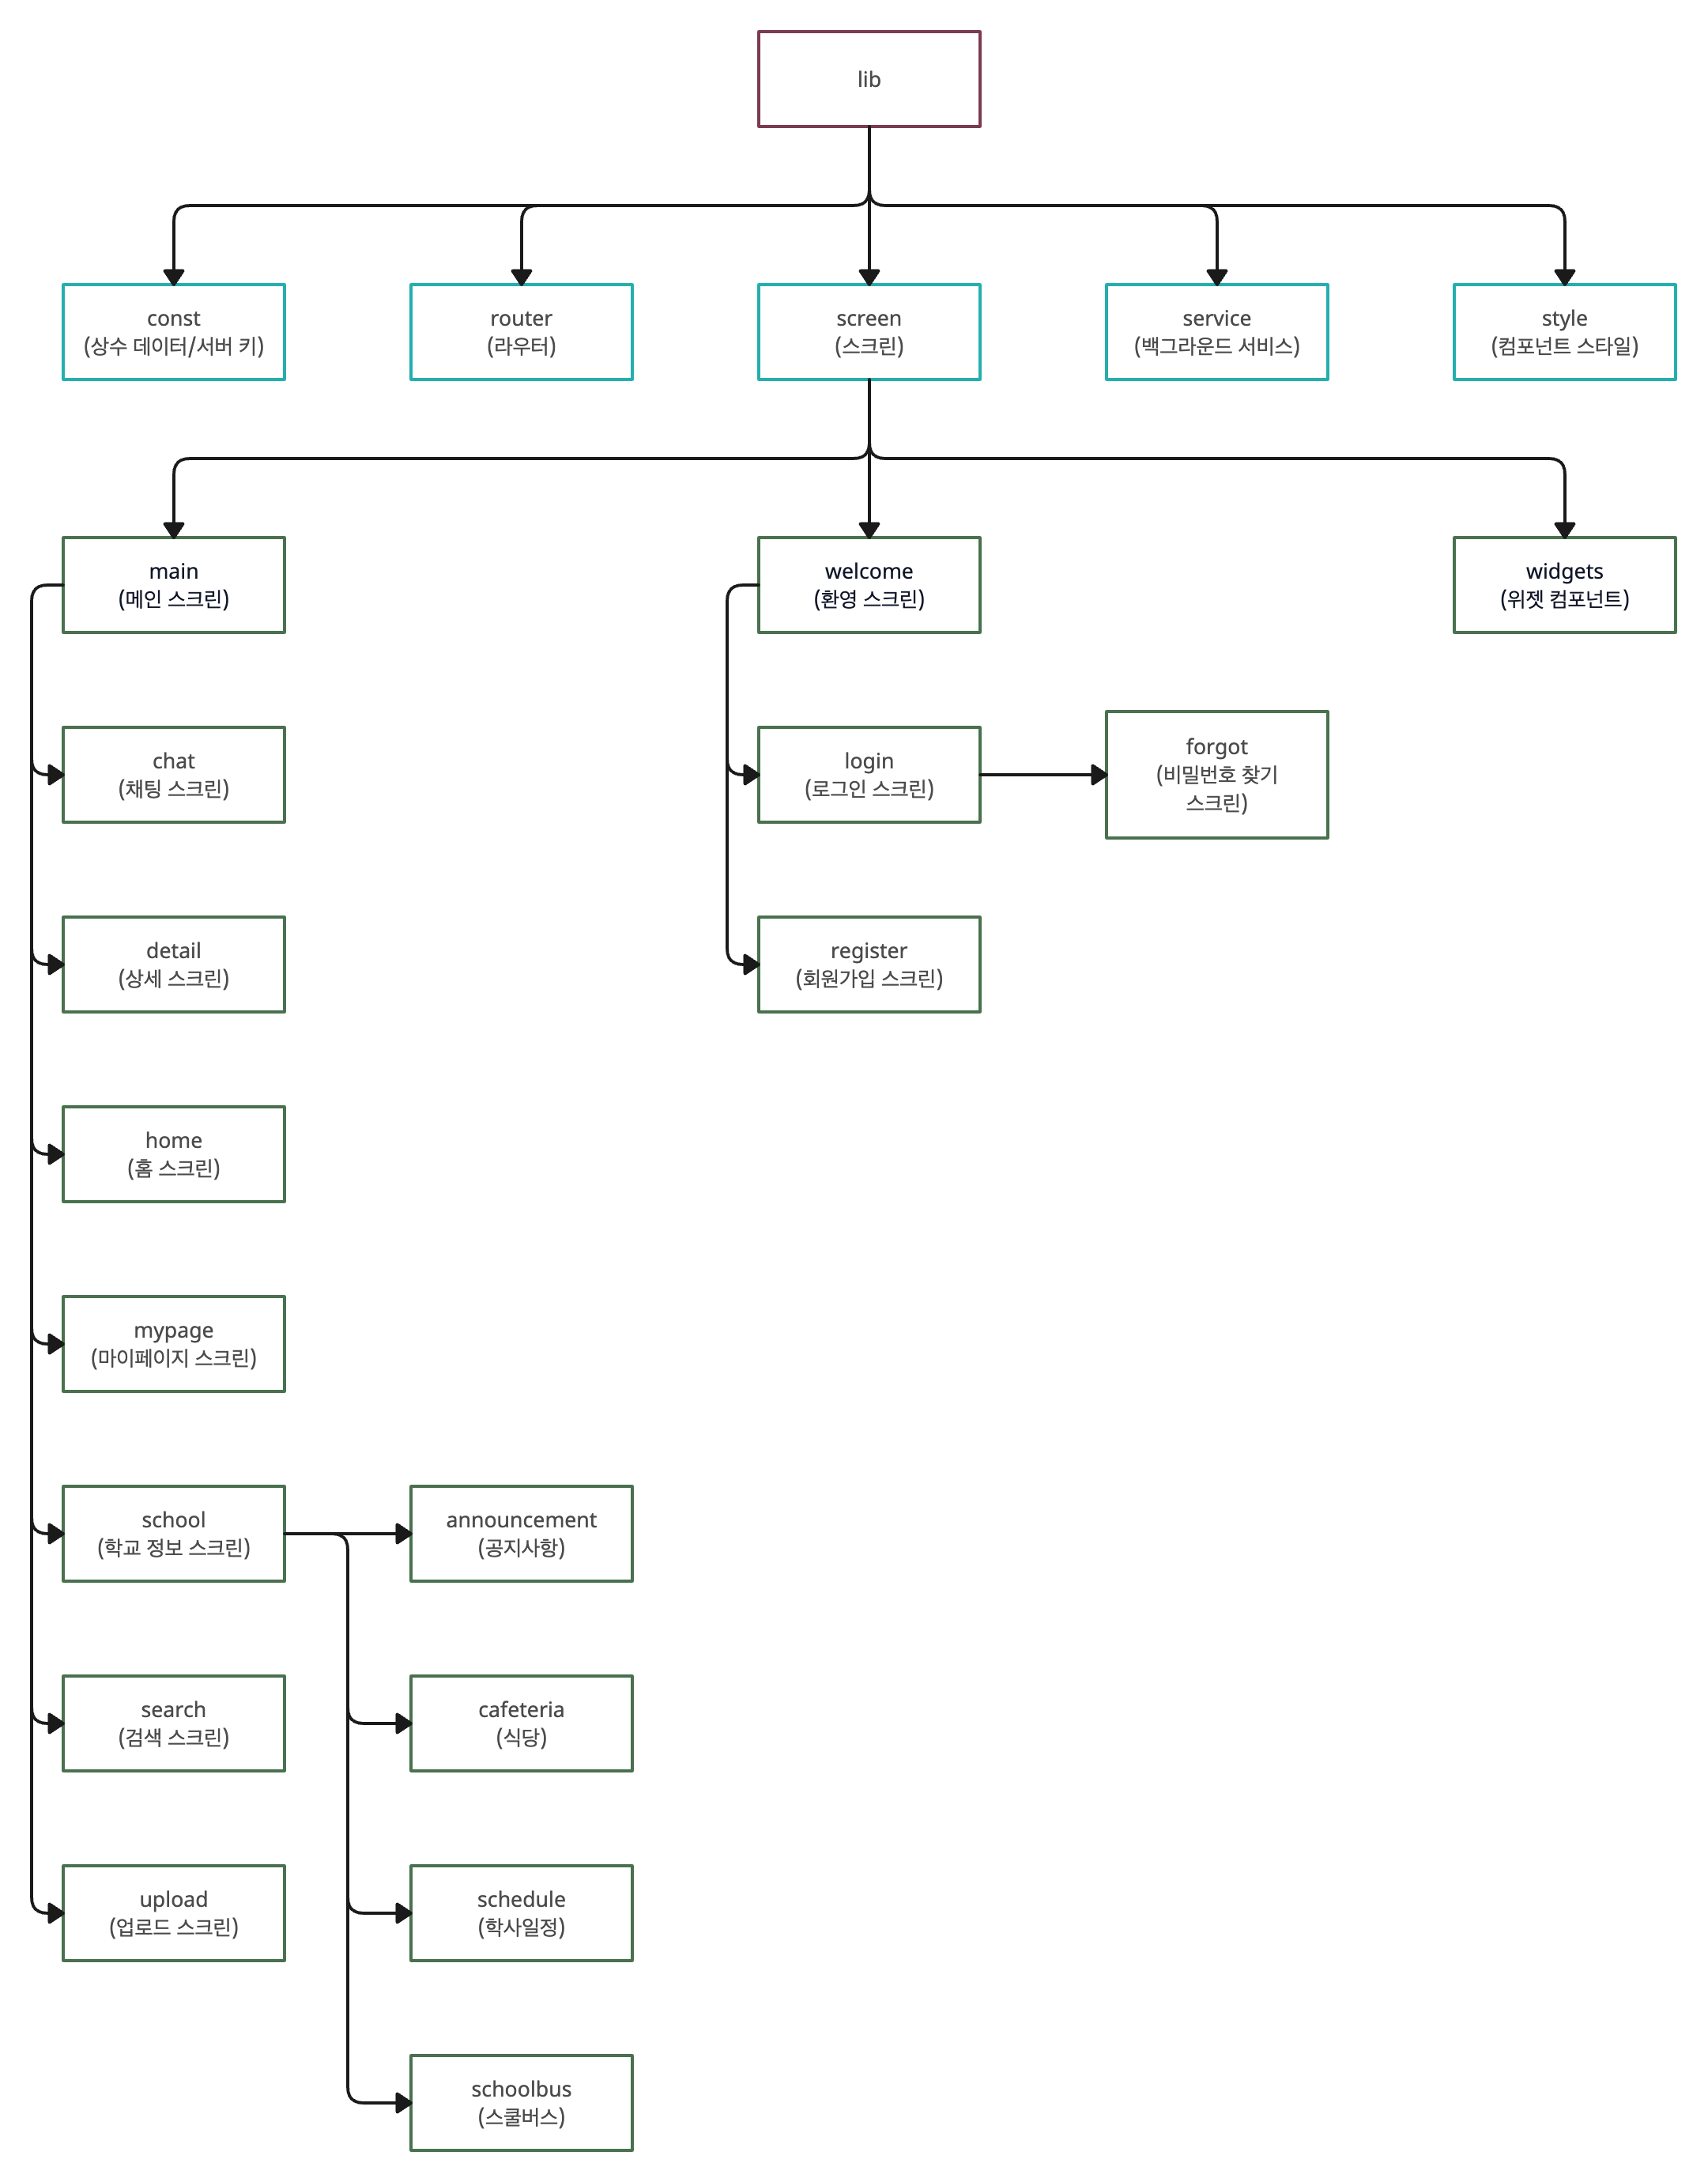 lib
const
(상수 데이터/서버 키)
router
(라우터)
screen
(스크린)
service
(백그라운드 서비스)
style
(컴포넌트 스타일)
main
(메인 스크린)
welcome
(환영 스크린)
widgets
(위젯 컴포넌트)
chat
(채팅 스크린)
login
(로그인 스크린)
forgot
(비밀번호 찾기
스크린)
detail
(상세 스크린)
register
(회원가입 스크린)
home
(홈 스크린)
mypage
(마이페이지 스크린)
school
(학교 정보 스크린)
announcement
(공지사항)
search
(검색 스크린)
cafeteria
(식당)
upload
(업로드 스크린)
schedule
(학사일정)
schoolbus
(스쿨버스)